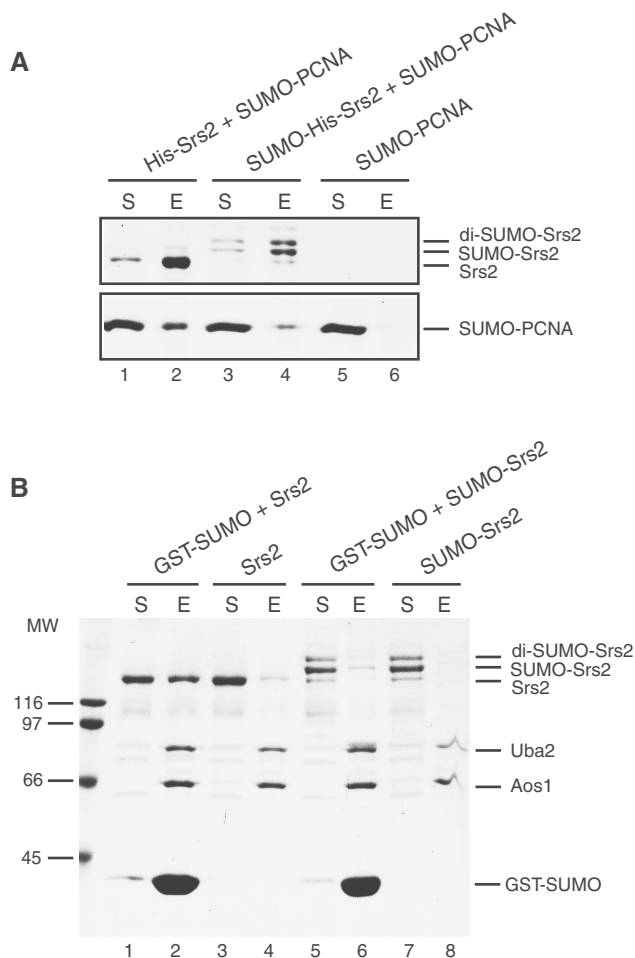 A
His-Srs2 + SUMO-PCNA
SUMO-His-Srs2 + SUMO-PCNA
SUMO-PCNA
S E S E S E
di-SUMO-Srs2
SUMO-Srs2
Srs2
SUMO-PCNA
1 2 3 4 5 6
B
GST-SUMO + Srs2
Srs2
GST-SUMO + SUMO-Srs2
SUMO-Srs2
MW
S E S E S E S E
di-SUMO-Srs2
SUMO-Srs2
Srs2
116
97
Uba2
66
Aos1
45
GST-SUMO
1 2 3 4 5 6 7 8